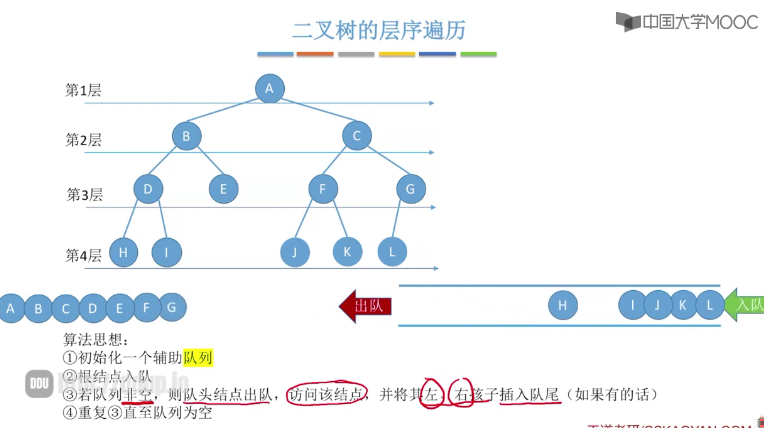 二叉树的层序遍历
中国大学MOOC
第1层
A
第2层
B
C
第3层
D
E
F
G
第4层
H
I
J
K
L
A B C D E F G
出队
H I J K L
入队
算法思想：
①初始化一个辅助队列
②根结点入队
③若队列非空，则队头结点出队，访问该结点，并将其左、右孩子插入队尾（如果有的话）
④重复③直至队列为空